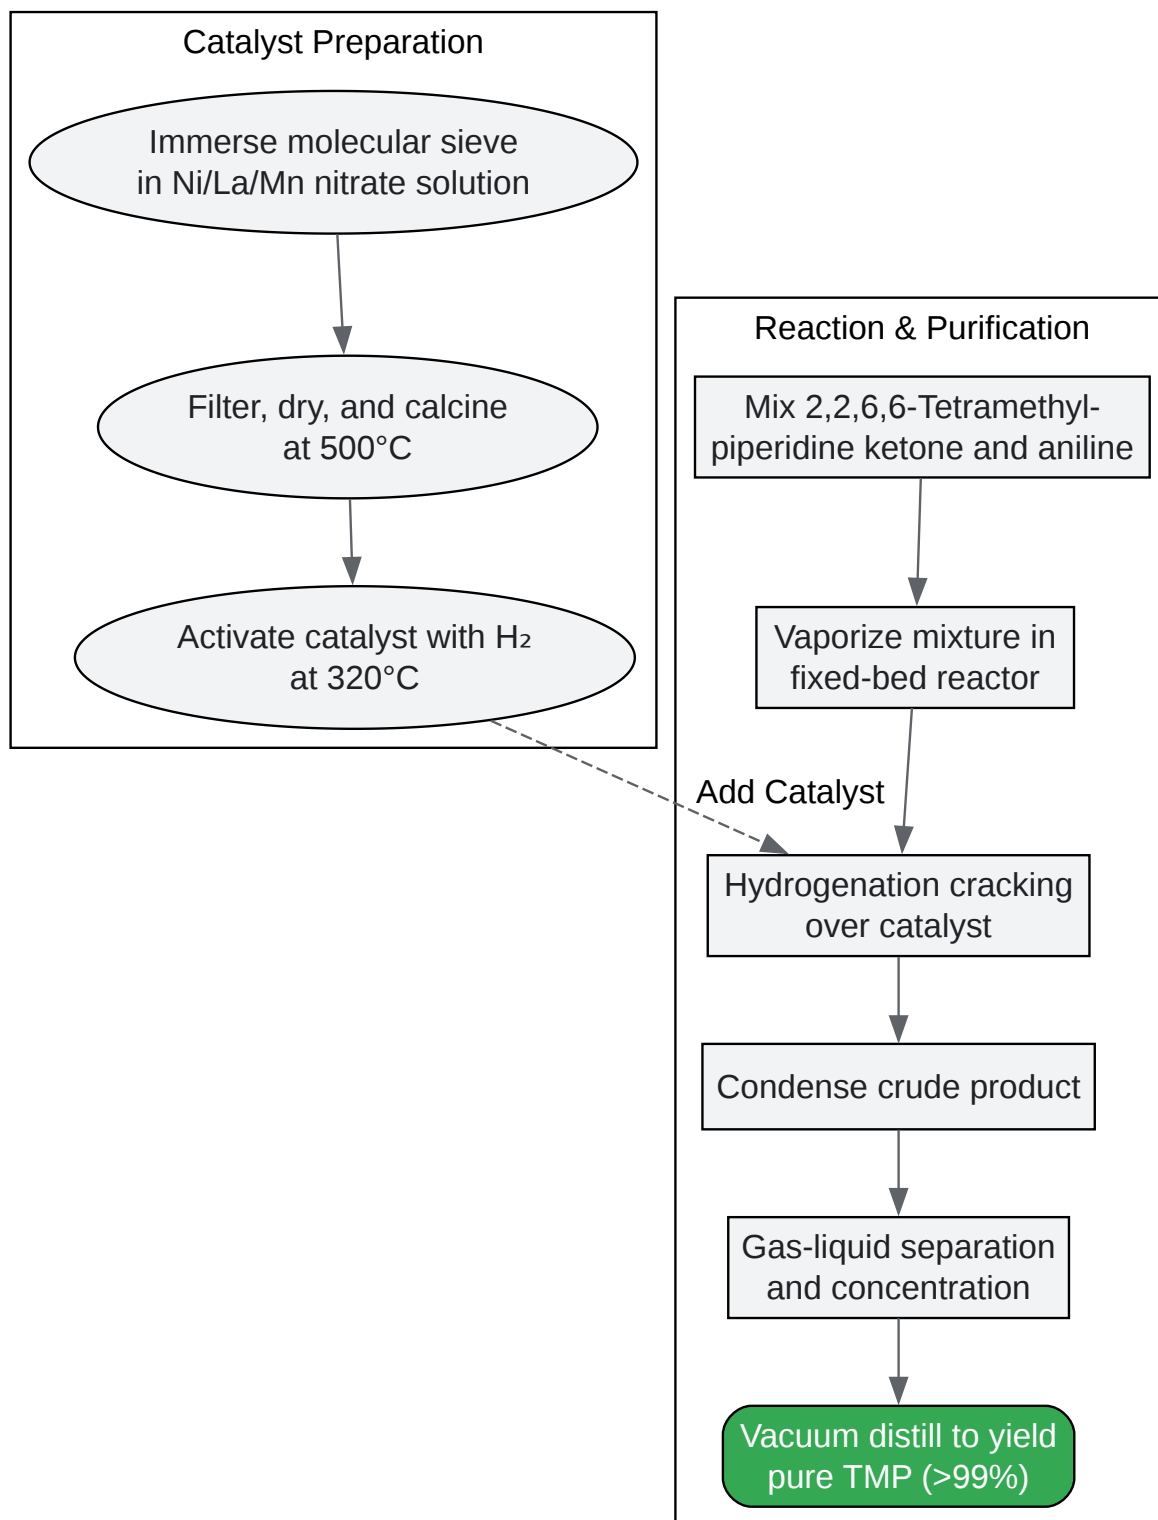 Catalyst Preparation
Immerse molecular sieve
in Ni/La/Mn nitrate solution
Filter, dry, and calcine
at 500°C
Activate catalyst with H₂
at 320°C
Reaction & Purification
Mix 2,2,6,6-Tetramethyl-
piperidine ketone and aniline
Vaporize mixture in
fixed-bed reactor
Add Catalyst
Hydrogenation cracking
over catalyst
Condense crude product
Gas-liquid separation
and concentration
Vacuum distill to yield
pure TMP (>99%)